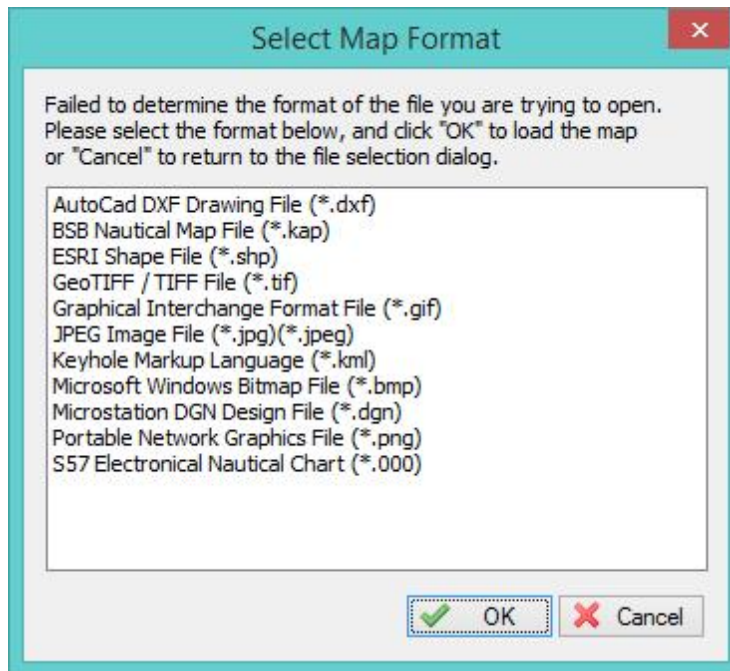 Select Map Format
Failed to determine the format of the file you are trying to open.
Please select the format below, and click "OK" to load the map
or "Cancel" to return to the file selection dialog.
AutoCad DXF Drawing File (*.dxf)
BSB Nautical Map File (*.kap)
ESRI Shape File (*.shp)
GeoTIFF / TIFF File (*.tif)
Graphical Interchange Format File (*.gif)
JPEG Image File (*.jpg)(*.jpeg)
Keyhole Markup Language (*.kml)
Microsoft Windows Bitmap File (*.bmp)
Microstation DGN Design File (*.dgn)
Portable Network Graphics File (*.png)
S57 Electronical Nautical Chart (*.000)
OK Cancel